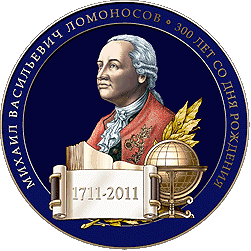 МИХАИЛ ВАСИЛЬЕВИЧ ЛОМОНОСОВ • 300 ЛЕТ СО ДНЯ РОЖДЕНИЯ
1711-2011